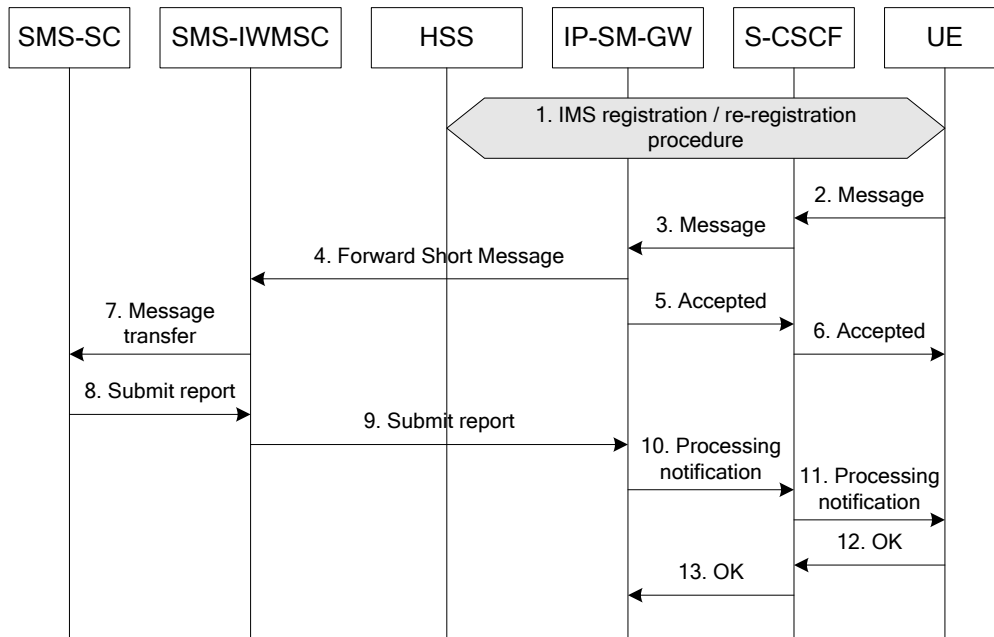 SMS-SC
SMS-IWMSC
HSS
IP-SM-GW
S-CSCF
UE
1. IMS registration / re-registration
procedure
2. Message
3. Message
4. Forward Short Message
5. Accepted
7. Message
transfer
6. Accepted
8. Submit report
9. Submit report
10. Processing
notification
11. Processing
notification
12. OK
13. OK